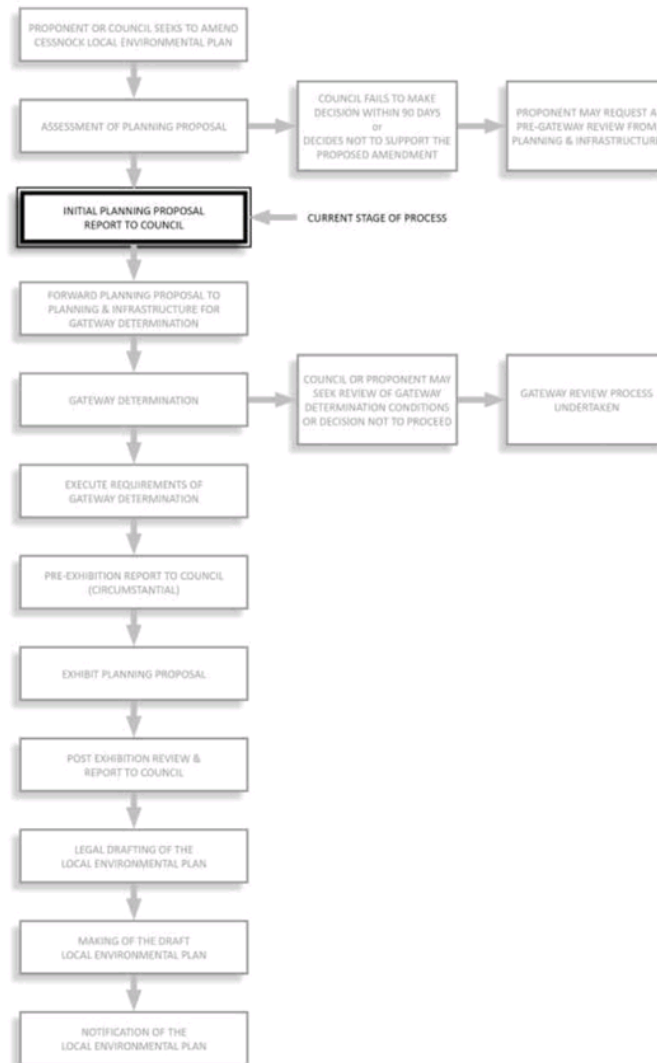 PROPONENT OR COUNCIL SEEKS TO AMEND
CESSNOCK LOCAL ENVIRONMENTAL PLAN
ASSESSMENT OF PLANNING PROPOSAL
COUNCIL FAILS TO MAKE
DECISION WITHIN 90 DAYS
or
DECIDES NOT TO SUPPORT THE
PROPOSED AMENDMENT
PROPONENT MAY REQUEST A
PRE-GATEWAY REVIEW FROM
PLANNING & INFRASTRUCTURE
INITIAL PLANNING PROPOSAL
REPORT TO COUNCIL
CURRENT STAGE OF PROCESS
FORWARD PLANNING PROPOSAL TO
PLANNING & INFRASTRUCTURE FOR
GATEWAY DETERMINATION
GATEWAY DETERMINATION
COUNCIL OR PROPONENT MAY
SEEK REVIEW OF GATEWAY
DETERMINATION CONDITIONS
OR DECISION NOT TO PROCEED
GATEWAY REVIEW PROCESS
UNDERTAKEN
EXECUTE REQUIREMENTS OF
GATEWAY DETERMINATION
PRE-EXHIBITION REPORT TO COUNCIL
(CIRCUMSTANTIAL)
EXHIBIT PLANNING PROPOSAL
POST EXHIBITION REVIEW &
REPORT TO COUNCIL
LEGAL DRAFTING OF THE
LOCAL ENVIRONMENTAL PLAN
MAKING OF THE DRAFT
LOCAL ENVIRONMENTAL PLAN
NOTIFICATION OF THE
LOCAL ENVIRONMENTAL PLAN